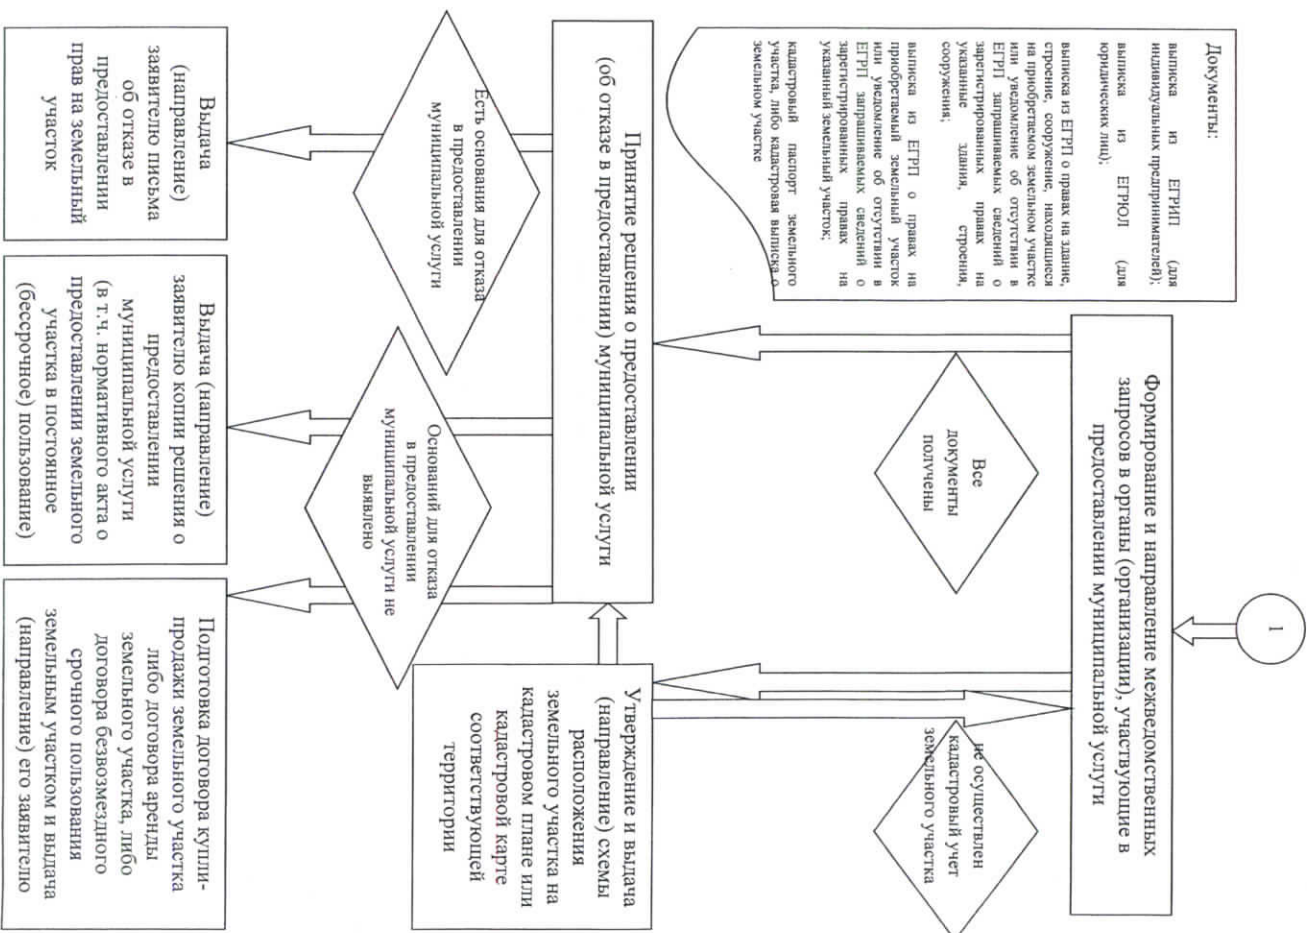 1
Формирование и направление межведомственных
запросов в органы (организации), участвующие в
предоставлении муниципальной услуги
Документы:
выписка из ЕГРИП (для
индивидуальных предпринимателей);
выписка из ЕГРЮЛ (для
юридических лиц);
выписка из ЕГРП о правах на здание,
строение, сооружение, находящиеся
на приобретаемом земельном участке
или уведомление об отсутствии в
ЕГРП запрашиваемых сведений о
зарегистрированных правах на
указанные здания, строения,
сооружения;
выписка из ЕГРП о правах на
приобретаемый земельный участок
или уведомление об отсутствии в
ЕГРП запрашиваемых сведений о
зарегистрированных правах на
указанный земельный участок;
кадастровый паспорт земельного
участка, либо кадастровая выписка о
земельном участке
Все
документы
получены
не осуществлен
кадастровый учет
земельного участка
Принятие решения о предоставлении
(об отказе в предоставлении) муниципальной услуги
Утверждение и выдача
(направление) схемы
расположения
земельного участка на
кадастровом плане или
кадастровой карте
соответствующей
территории
Есть основания для отказа
в предоставлении
муниципальной услуги
Оснований для отказа
в предоставлении
муниципальной услуги не
выявлено
Выдача
(направление)
заявителю письма
об отказе в
предоставлении
прав на земельный
участок
Выдача (направление)
заявителю копии решения о
предоставлении
муниципальной услуги
(в т.ч. нормативного акта о
предоставлении земельного
участка в постоянное
(бессрочное) пользование)
Подготовка договора купли-
продажи земельного участка
либо договора аренды
земельного участка, либо
договора безвозмездного
срочного пользования
земельным участком и выдача
(направление) его заявителю